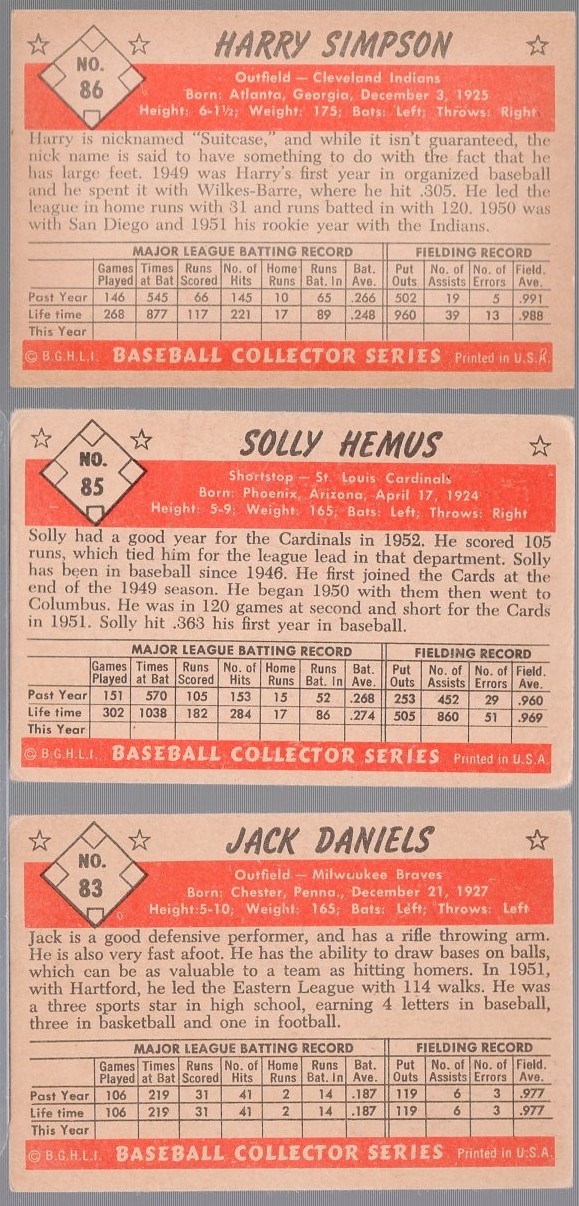 NO.
86
HARRY SIMPSON
Outfield — Cleveland Indians
Born: Atlanta, Georgia, December 3, 1925
Height: 6-1½; Weight: 175; Bats: Left; Throws: Right
Harry is nicknamed "Suitcase," and while it isn't guaranteed, the
nick name is said to have something to do with the fact that he
has large feet. 1949 was Harry's first year in organized baseball
and he spent it with Wilkes-Barre, where he hit .305. He led the
league in home runs with 31 and runs batted in with 120. 1950 was
with San Diego and 1951 his rookie year with the Indians.
MAJOR LEAGUE BATTING RECORD FIELDING RECORD
Games Times Runs No. of Home Runs Bat. Put No. of No. of Field.
Played at Bat Scored Hits Runs Bat. In Ave. Outs Assists Errors Ave.
Past Year 146 545 66 145 10 65 .266 502 19 5 .991
Life time 268 877 117 221 17 89 .248 960 39 13 .988
This Year
© B.G.H.L.I. BASEBALL COLLECTOR SERIES Printed in U.S.A.
NO.
85
SOLLY HEMUS
Shortstop — St. Louis Cardinals
Born: Phoenix, Arizona, April 17, 1924
Height: 5-9; Weight: 165; Bats: Left; Throws: Right
Solly had a good year for the Cardinals in 1952. He scored 105
runs, which tied him for the league lead in that department. Solly
has been in baseball since 1946. He first joined the Cards at the
end of the 1949 season. He began 1950 with them then went to
Columbus. He was in 120 games at second and short for the Cards
in 1951. Solly hit .363 his first year in baseball.
MAJOR LEAGUE BATTING RECORD FIELDING RECORD
Games Times Runs No. of Home Runs Bat. Put No. of No. of Field.
Played at Bat Scored Hits Runs Bat. In Ave. Outs Assists Errors Ave.
Past Year 151 570 105 153 15 52 .268 253 452 29 .960
Life time 302 1038 182 284 17 86 .274 505 860 51 .969
This Year
© B.G.H.L.I. BASEBALL COLLECTOR SERIES Printed in U.S.A.
NO.
83
JACK DANIELS
Outfield — Milwuukee Braves
Born: Chester, Penna., December 21, 1927
Height:5-10; Weight: 165; Bats: Left; Throws: Left
Jack is a good defensive performer, and has a rifle throwing arm.
He is also very fast afoot. He has the ability to draw bases on balls,
which can be as valuable to a team as hitting homers. In 1951,
with Hartford, he led the Eastern League with 114 walks. He was
a three sports star in high school, earning 4 letters in baseball,
three in basketball and one in football.
MAJOR LEAGUE BATTING RECORD FIELDING RECORD
Games Times Runs No. of Home Runs Bat. Put No. of No. of Field.
Played at Bat Scored Hits Runs Bat. In Ave. Outs Assists Errors Ave.
Past Year 106 219 31 41 2 14 .187 119 6 3 .977
Life time 106 219 31 41 2 14 .187 119 6 3 .977
This Year
© B.G.H.L.I. BASEBALL COLLECTOR SERIES Printed in U.S.A.